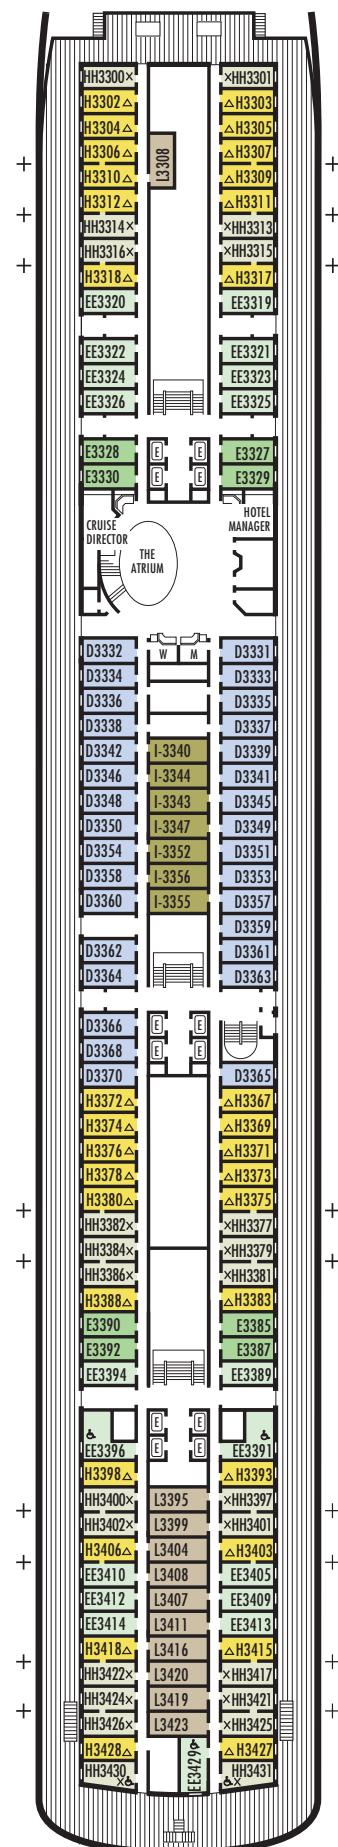 HH3300× ×HH3301
H3302△ △H3303
H3304△ △H3305
H3306△ L3308 △H3307
H3310△ △H3309
H3312△ △H3311
HH3314× ×HH3313
HH3316× ×HH3315
H3318△ △H3317
EE3320 EE3319
EE3322 EE3321
EE3324 EE3323
EE3326 EE3325
E3328 E E E3327
E3330 E E E3329
CRUISE DIRECTOR
THE ATRIUM
HOTEL MANAGER
W M
D3332 D3331
D3334 D3333
D3336 D3335
D3338 D3337
D3342 I-3340 D3339
D3346 I-3344 D3341
D3348 I-3343 D3345
D3350 I-3347 D3349
D3354 I-3352 D3351
D3358 I-3356 D3353
D3360 I-3355 D3357
D3359
D3362 D3361
D3364 D3363
D3366 E E
D3368 E E
D3370 D3365
H3372△ △H3367
H3374△ △H3369
H3376△ △H3371
H3378△ △H3373
H3380△ △H3375
HH3382× ×HH3377
HH3384× ×HH3379
HH3386× ×HH3381
H3388△ △H3383
E3390 E3385
E3392 E3387
EE3394 EE3389
E E
EE3396 E E EE3391
H3398△ △H3393
HH3400× L3395 ×HH3397
HH3402× L3399 ×HH3401
H3406△ L3404 △H3403
EE3410 L3408 EE3405
EE3412 L3407 EE3409
EE3414 L3411 EE3413
H3418△ L3416 △H3415
HH3422× L3420 ×HH3417
HH3424× L3419 ×HH3421
HH3426× L3423 ×HH3425
H3428△ EE3429 △H3427
HH3430 × HH3431 ×